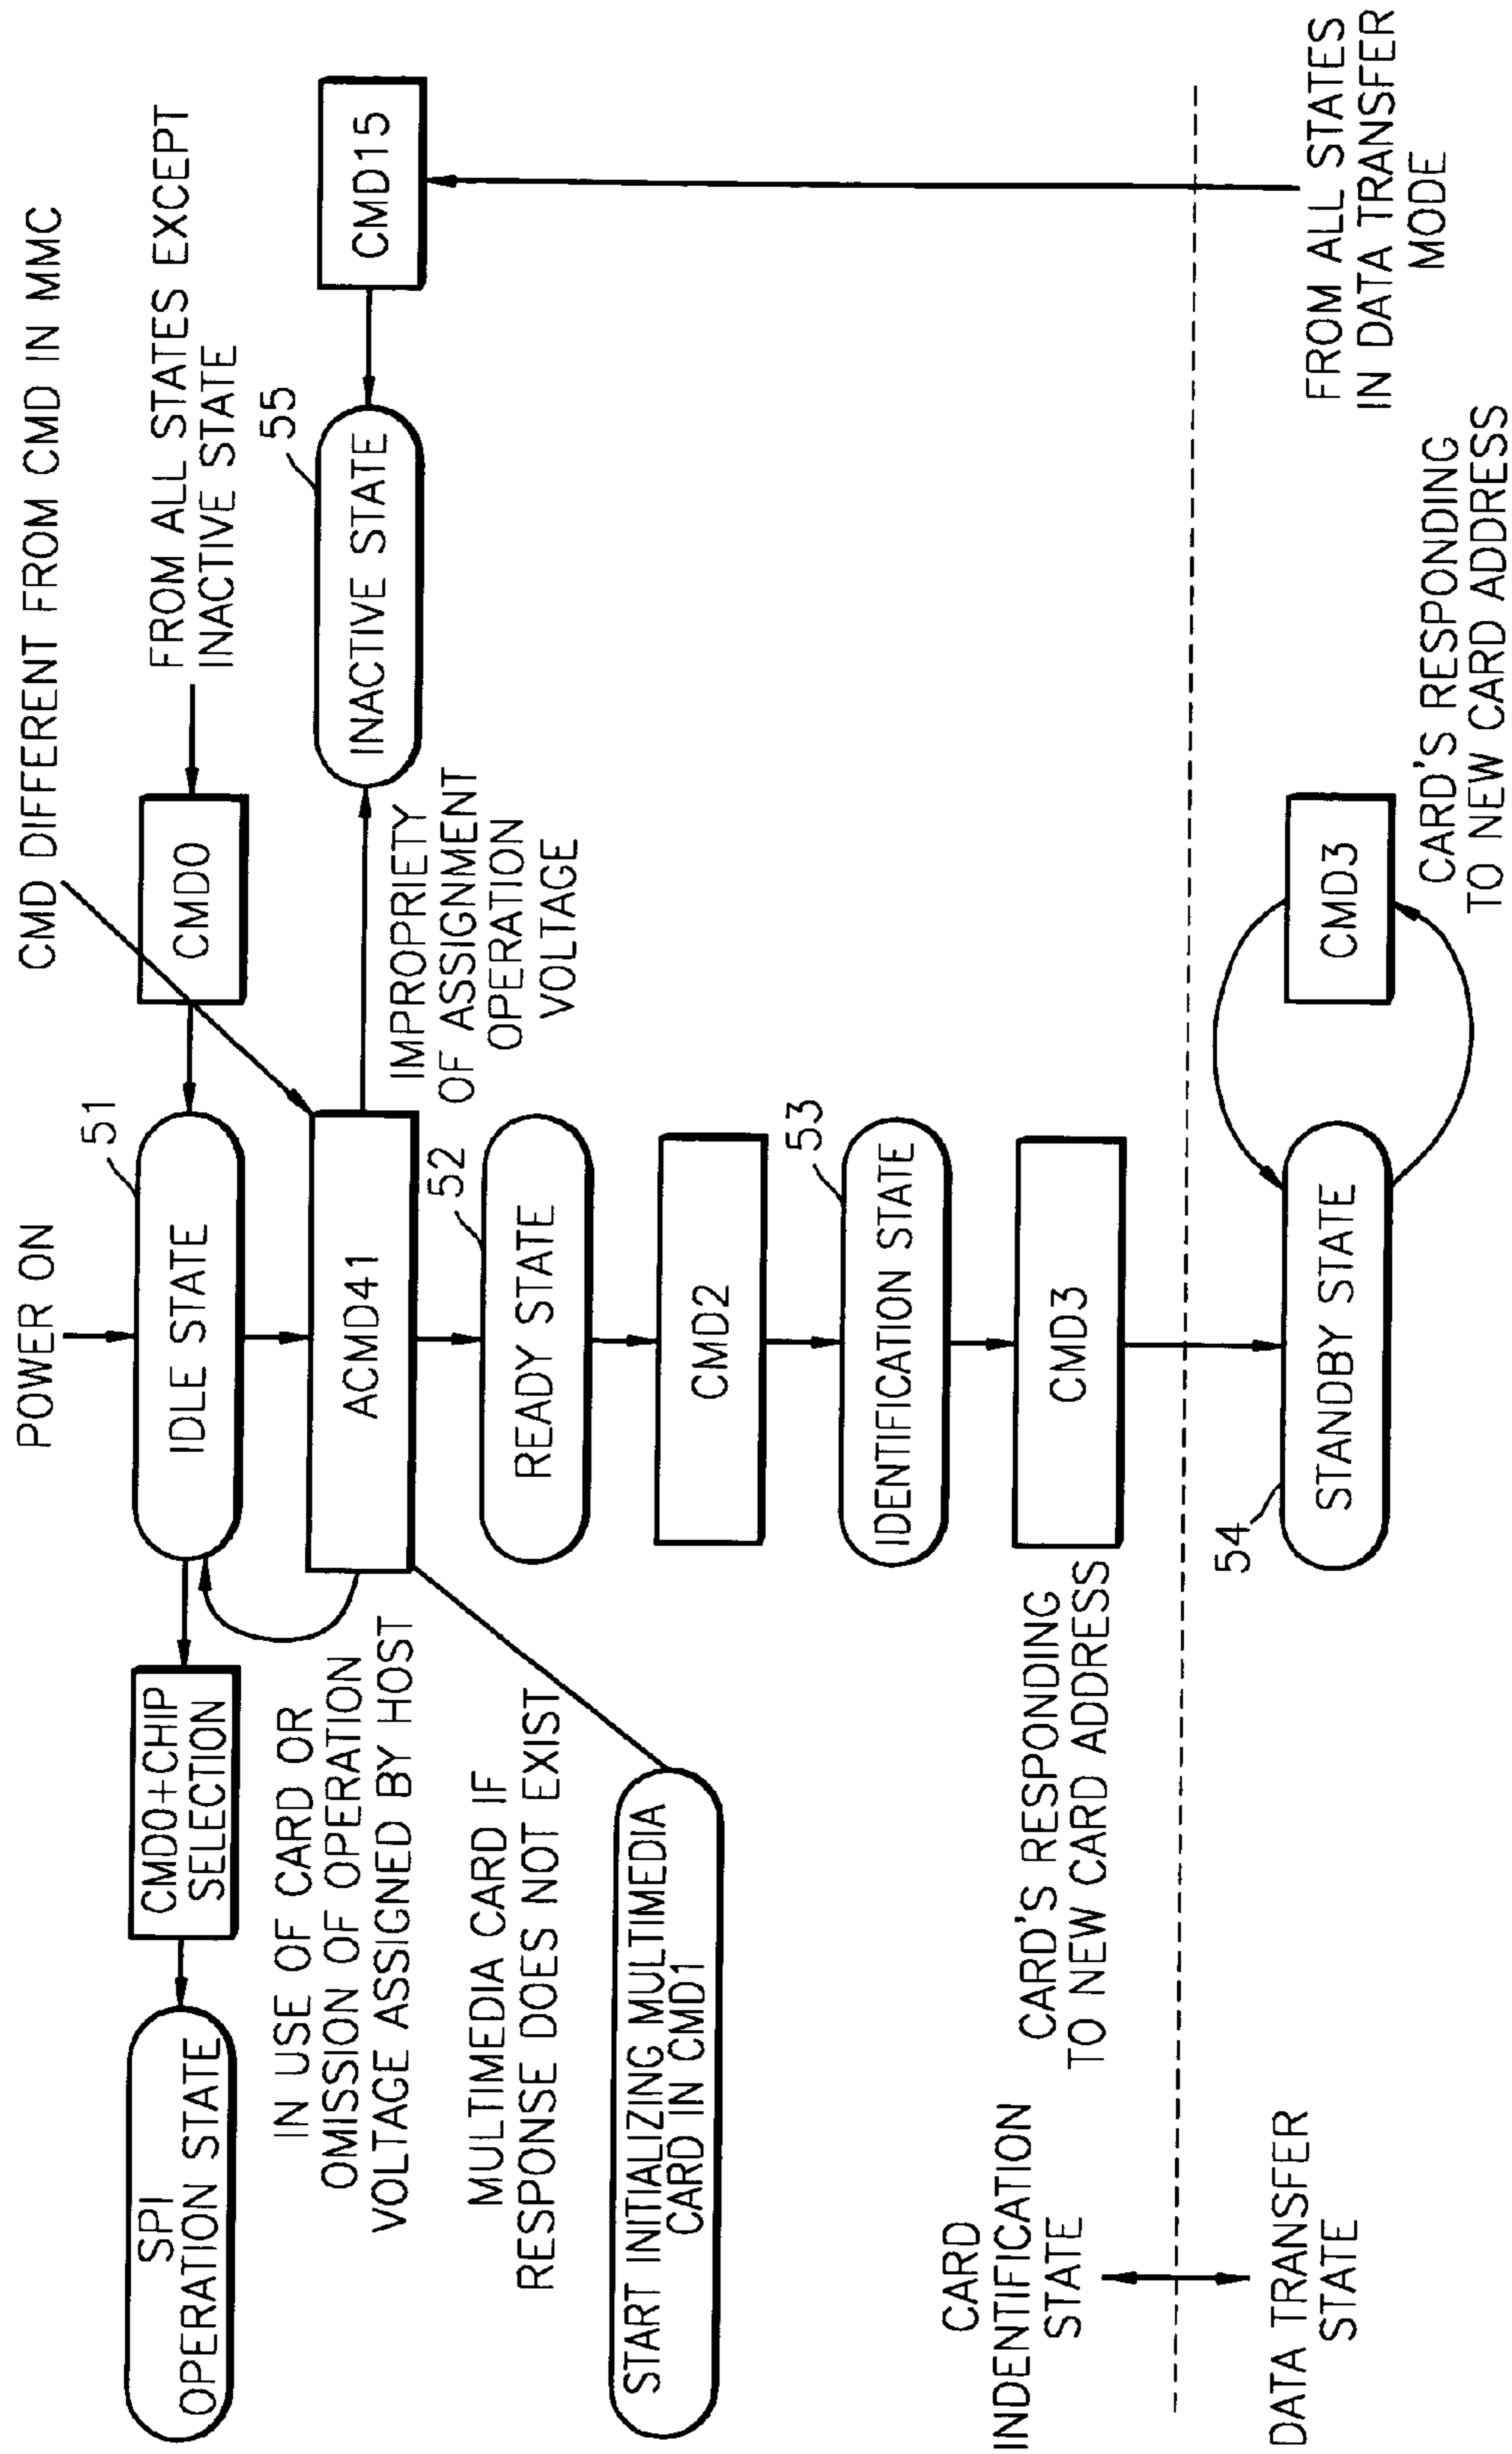 POWER ON
CMD DIFFERENT FROM CMD IN MMC
SPI
OPERATION STATE
CMD0+CHIP
SELECTION
IDLE STATE
51
CMD0
FROM ALL STATES EXCEPT
INACTIVE STATE
IN USE OF CARD OR
OMISSION OF OPERATION
VOLTAGE ASSIGNED BY HOST
ACMD41
IMPROPRIETY
OF ASSIGNMENT
OPERATION
VOLTAGE
INACTIVE STATE
55
CMD15
MULTIMEDIA CARD IF
RESPONSE DOES NOT EXIST
READY STATE
52
START INITIALIZING MULTIMEDIA
CARD IN CMD1
CMD2
IDENTIFICATION STATE
53
CARD'S RESPONDING
TO NEW CARD ADDRESS
CMD3
CARD
INDENTIFICATION
STATE
DATA TRANSFER
STATE
54
STANDBY STATE
CMD3
CARD'S RESPONDING
TO NEW CARD ADDRESS
FROM ALL STATES
IN DATA TRANSFER
MODE